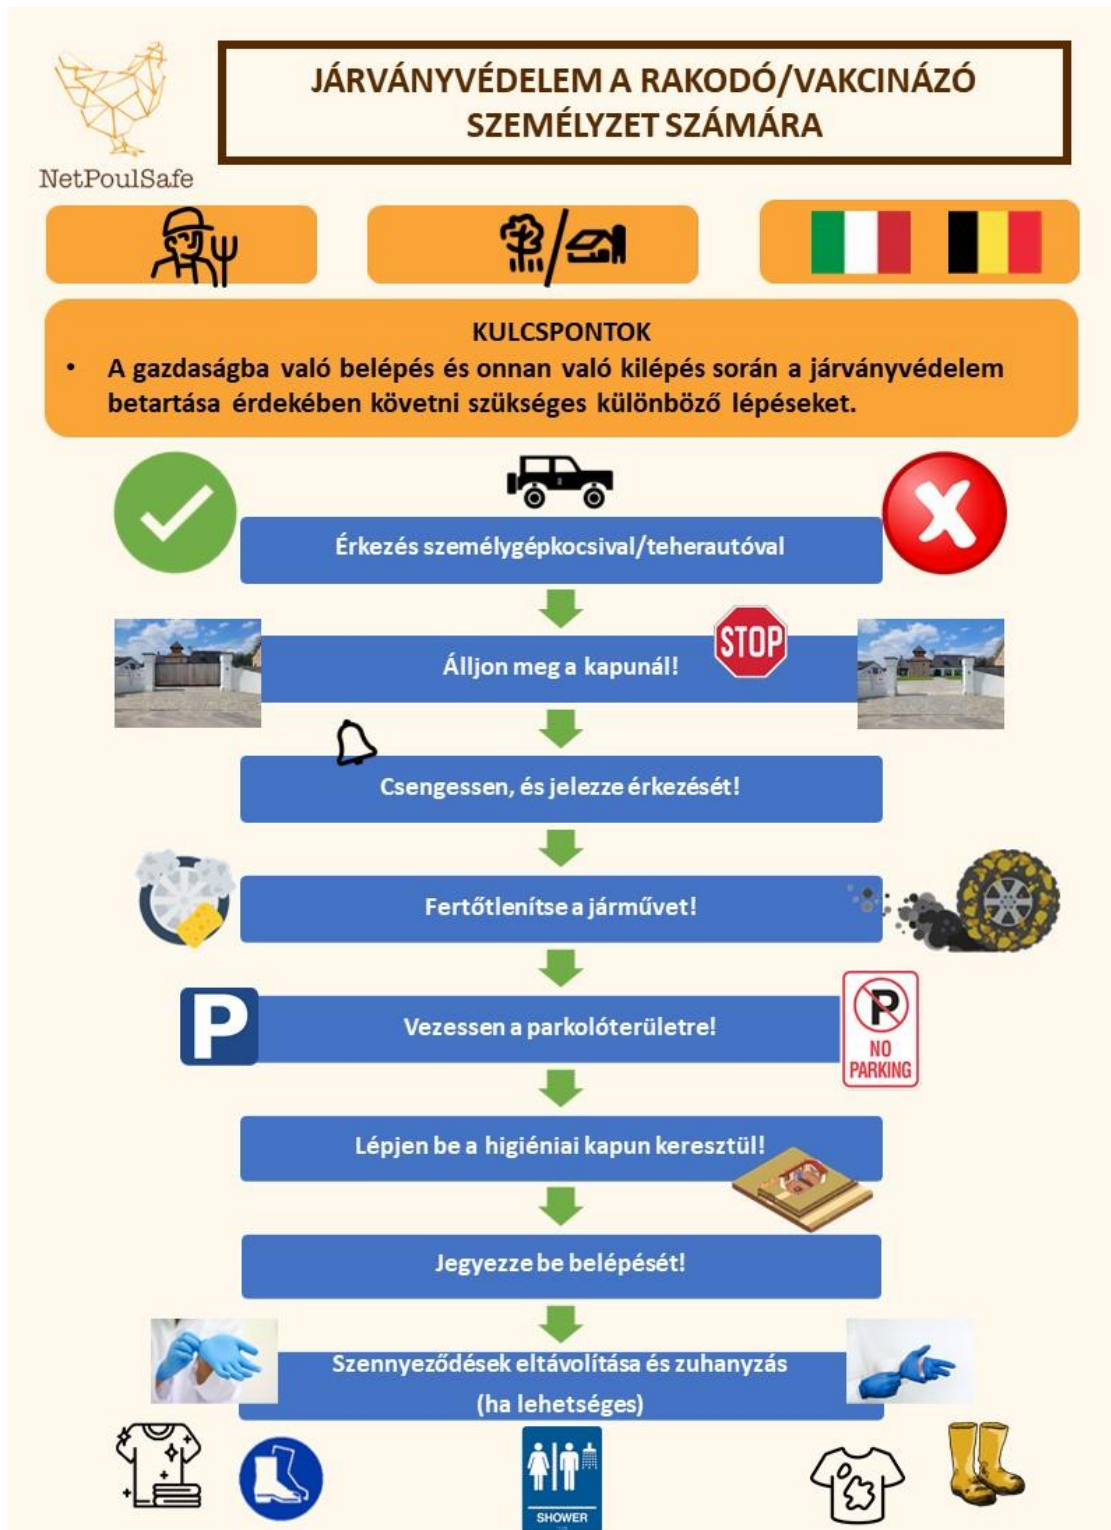 JÁRVÁNYVÉDELEM A RAKODÓ/VAKCINÁZÓ
SZEMÉLYZET SZÁMÁRA
NetPoulSafe
KULCSPONTOK
• A gazdaságba való belépés és onnan való kilépés során a járványvédelem
betartása érdekében követni szükséges különböző lépéseket.
Érkezés személygépkocsival/teherautóval
STOP
Álljon meg a kapunál!
Csengessen, és jelezze érkezését!
Fertőtlenítse a járművet!
P
Vezessen a parkolóterületre!
P
NO
PARKING
Lépjen be a higiéniai kapun keresztül!
Jegyezze be belépését!
Szennyeződések eltávolítása és zuhanyzás
(ha lehetséges)
SHOWER